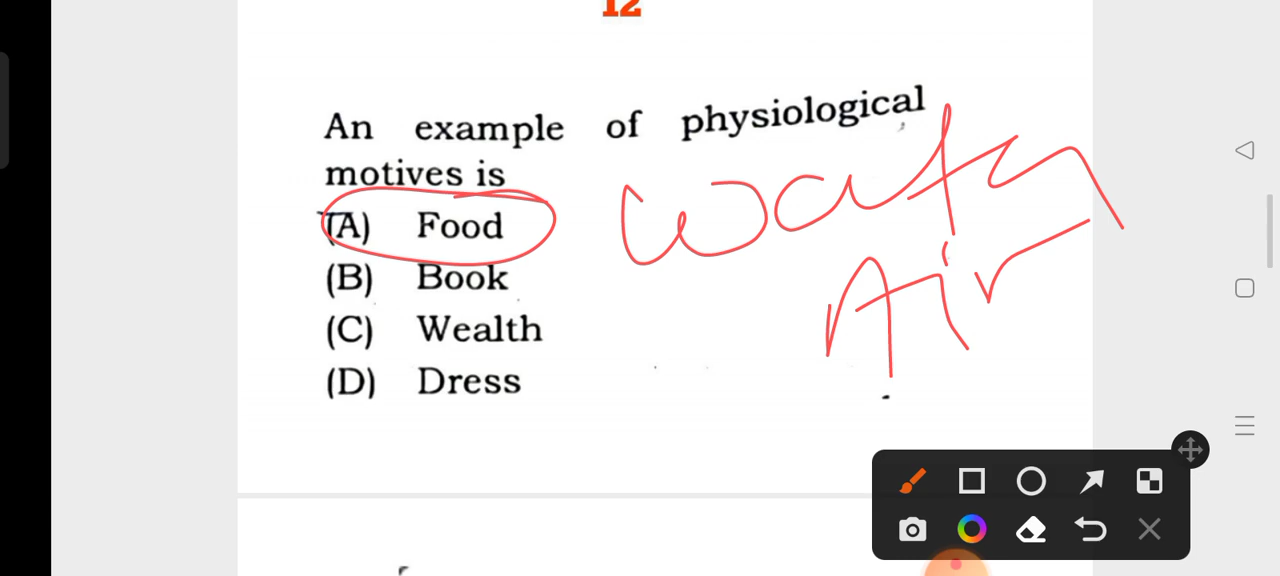 12
An example of physiological
motives is
(A) Food
(B) Book
(C) Wealth
(D) Dress
Water
Air